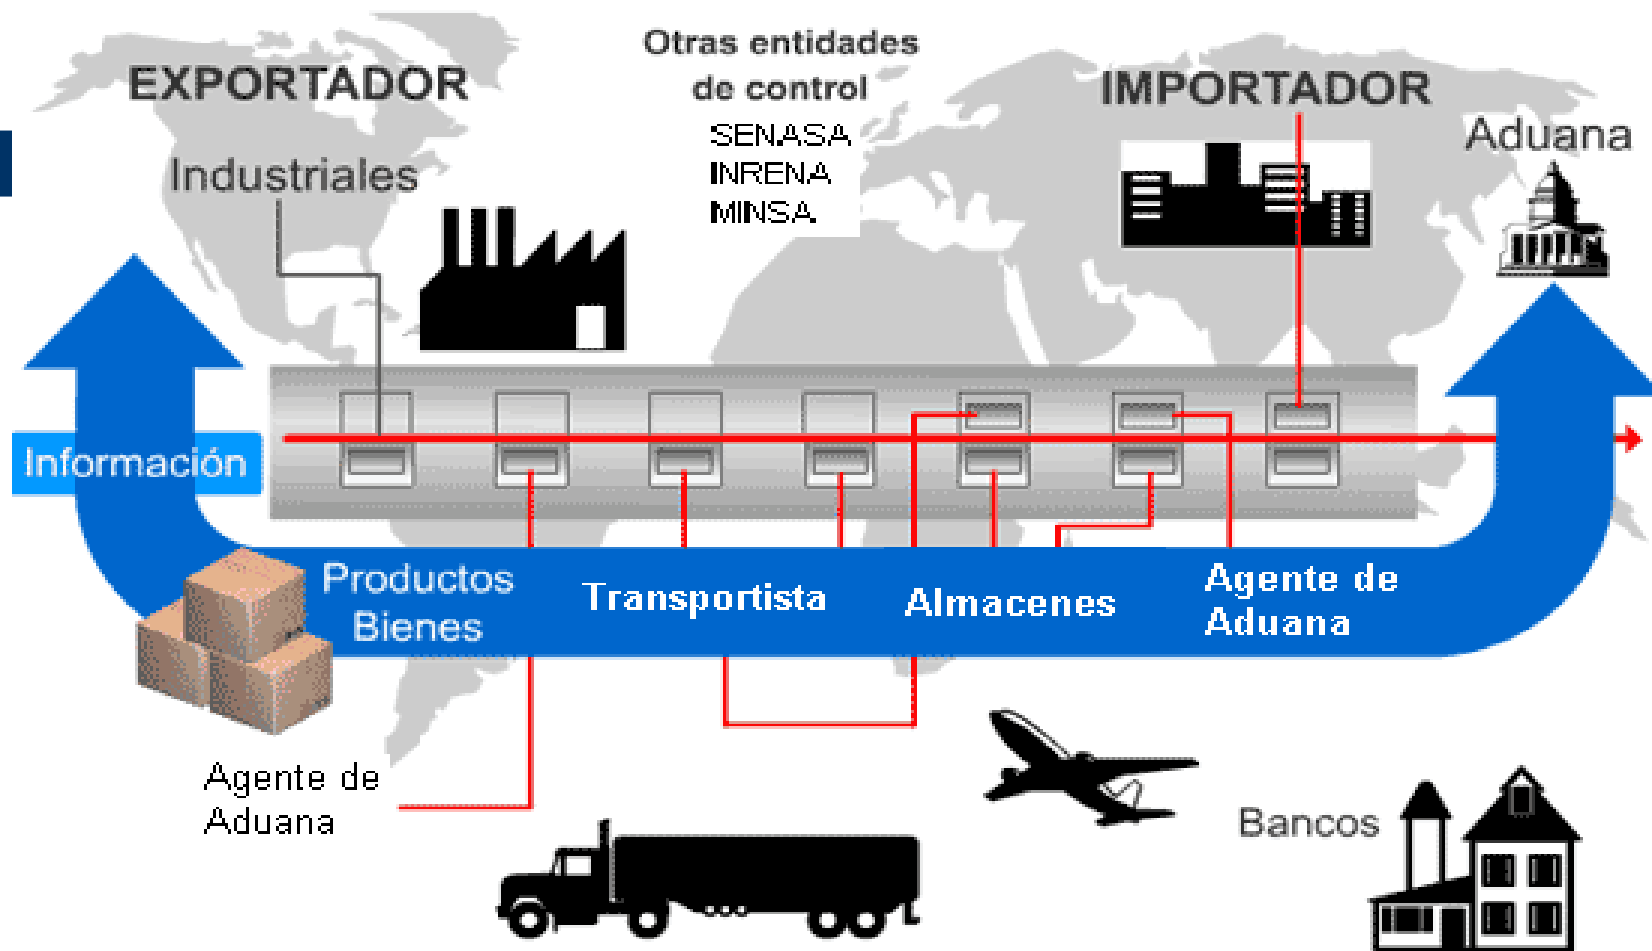 EXPORTADOR
Industriales
Otras entidades
de control
SENASA
INRENA
MINSA
IMPORTADOR
Aduana
Información
Productos
Bienes
Transportista
Almacenes
Agente de
Aduana
Agente de
Aduana
Bancos